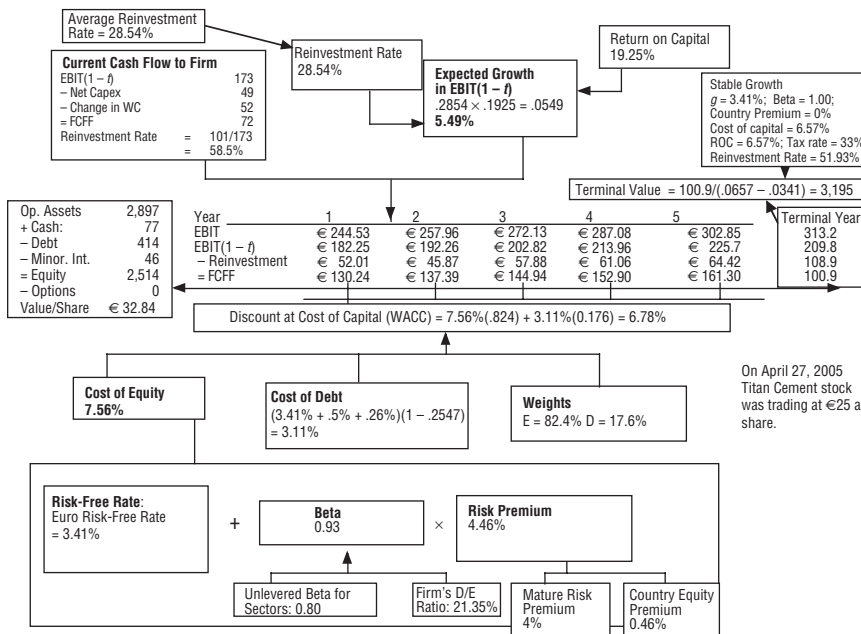 Average Reinvestment
Rate = 28.54%
Reinvestment Rate
28.54%
Return on Capital
19.25%
Current Cash Flow to Firm
EBIT(1 – t) 173
– Net Capex 49
– Change in WC 52
= FCFF 72
Reinvestment Rate = 101/173
= 58.5%
Expected Growth
in EBIT(1 – t)
.2854 × .1925 = .0549
5.49%
Stable Growth
g = 3.41%; Beta = 1.00;
Country Premium = 0%
Cost of capital = 6.57%
ROC = 6.57%; Tax rate = 33%
Reinvestment Rate = 51.93%
Terminal Value = 100.9/(.0657 – .0341) = 3,195
Op. Assets 2,897
+ Cash: 77
– Debt 414
– Minor. Int. 46
= Equity 2,514
– Options 0
Value/Share € 32.84
Year 1 2 3 4 5
EBIT € 244.53 € 257.96 € 272.13 € 287.08 € 302.85
EBIT(1 – t) € 182.25 € 192.26 € 202.82 € 213.96 € 225.7
– Reinvestment € 52.01 € 45.87 € 57.88 € 61.06 € 64.42
= FCFF € 130.24 € 137.39 € 144.94 € 152.90 € 161.30
Terminal Year
313.2
209.8
108.9
100.9
Discount at Cost of Capital (WACC) = 7.56%(.824) + 3.11%(0.176) = 6.78%
Cost of Equity
7.56%
Cost of Debt
(3.41% + .5% + .26%)(1 – .2547)
= 3.11%
Weights
E = 82.4% D = 17.6%
On April 27, 2005
Titan Cement stock
was trading at €25 a
share.
Risk-Free Rate:
Euro Risk-Free Rate
= 3.41%
+
Beta
0.93
×
Risk Premium
4.46%
Unlevered Beta for
Sectors: 0.80
Firm's D/E
Ratio: 21.35%
Mature Risk
Premium
4%
Country Equity
Premium
0.46%